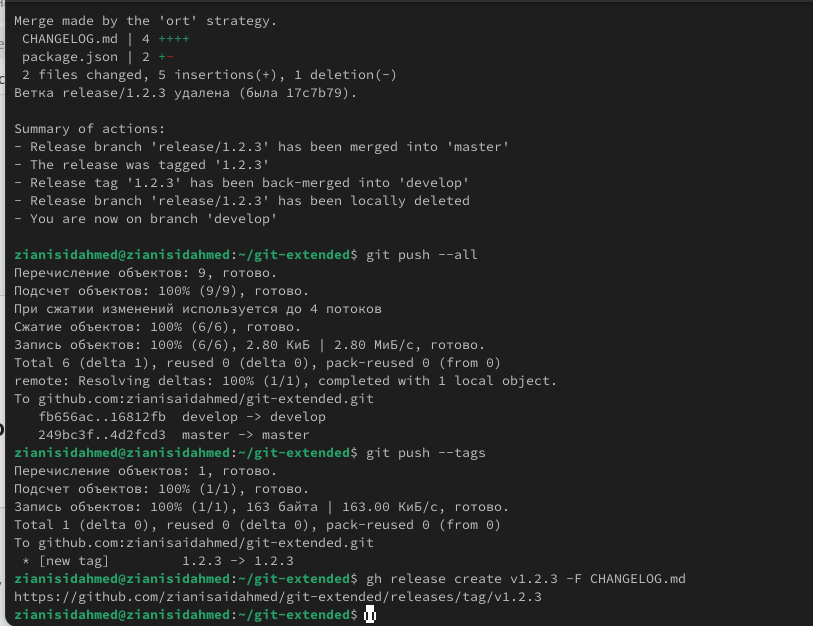 Merge made by the 'ort' strategy.
 CHANGELOG.md | 4 ++++
 package.json | 2 +-
 2 files changed, 5 insertions(+), 1 deletion(-)
Ветка release/1.2.3 удалена (была 17c7b79).

Summary of actions:
- Release branch 'release/1.2.3' has been merged into 'master'
- The release was tagged '1.2.3'
- Release tag '1.2.3' has been back-merged into 'develop'
- Release branch 'release/1.2.3' has been locally deleted
- You are now on branch 'develop'

zianisidahmed@zianisidahmed:~/git-extended$ git push --all
Перечисление объектов: 9, готово.
Подсчет объектов: 100% (9/9), готово.
При сжатии изменений используется до 4 потоков
Сжатие объектов: 100% (6/6), готово.
Запись объектов: 100% (6/6), 2.80 КиБ | 2.80 МиБ/с, готово.
Total 6 (delta 1), reused 0 (delta 0), pack-reused 0 (from 0)
remote: Resolving deltas: 100% (1/1), completed with 1 local object.
To github.com:zianisaidahmed/git-extended.git
   fb656ac..16812fb  develop -> develop
   249bc3f..4d2fcd3  master -> master
zianisidahmed@zianisidahmed:~/git-extended$ git push --tags
Перечисление объектов: 1, готово.
Подсчет объектов: 100% (1/1), готово.
Запись объектов: 100% (1/1), 163 байта | 163.00 КиБ/с, готово.
Total 1 (delta 0), reused 0 (delta 0), pack-reused 0 (from 0)
To github.com:zianisaidahmed/git-extended.git
 * [new tag]         1.2.3 -> 1.2.3
zianisidahmed@zianisidahmed:~/git-extended$ gh release create v1.2.3 -F CHANGELOG.md
https://github.com/zianisaidahmed/git-extended/releases/tag/v1.2.3
zianisidahmed@zianisidahmed:~/git-extended$